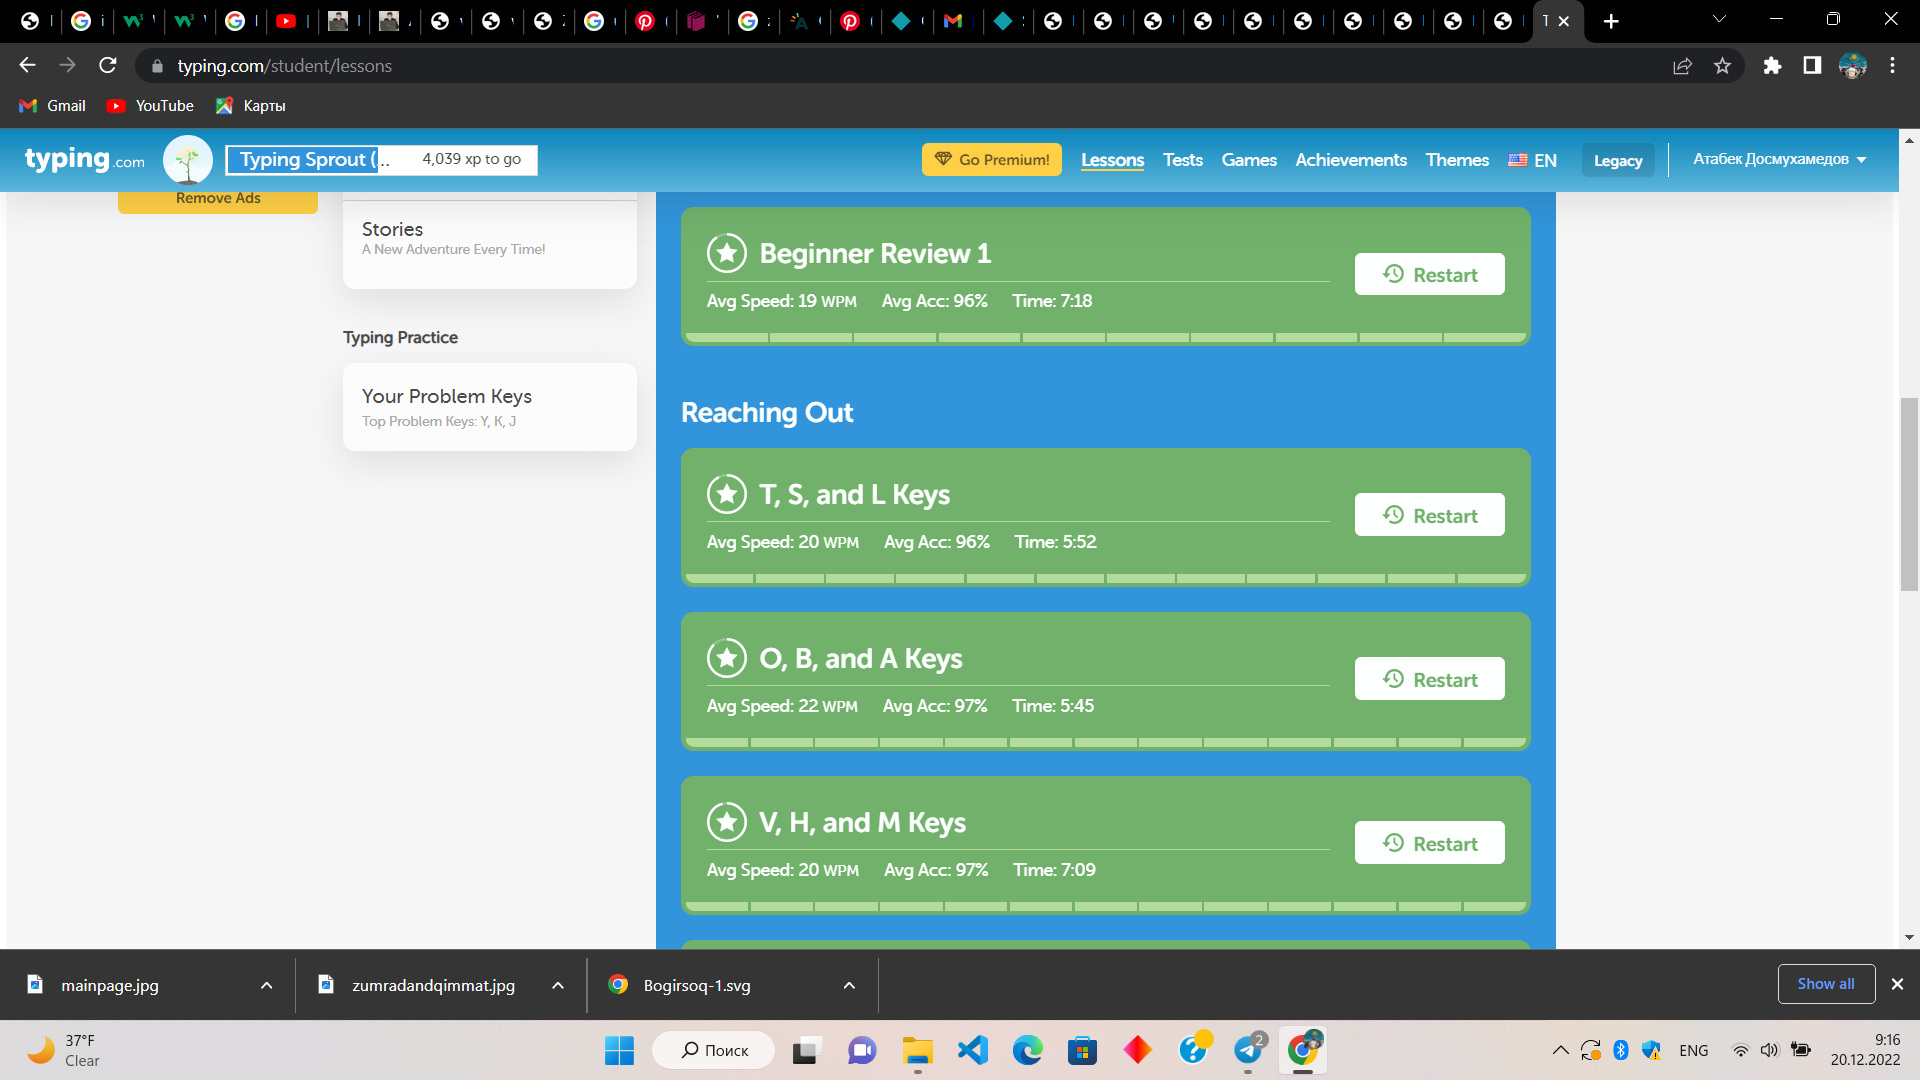 typing.com/student/lessons
Gmail YouTube Карты
typing.com Typing Sprout (... 4,039 xp to go Go Premium! Lessons Tests Games Achievements Themes EN Legacy Атабек Досмухамедов
Remove Ads
Stories
A New Adventure Every Time!
Typing Practice
Your Problem Keys
Top Problem Keys: Y, K, J
Beginner Review 1
Restart
Avg Speed: 19 WPM Avg Acc: 96% Time: 7:18
Reaching Out
T, S, and L Keys
Restart
Avg Speed: 20 WPM Avg Acc: 96% Time: 5:52
O, B, and A Keys
Restart
Avg Speed: 22 WPM Avg Acc: 97% Time: 5:45
V, H, and M Keys
Restart
Avg Speed: 20 WPM Avg Acc: 97% Time: 7:09
mainpage.jpg zumradandqimmat.jpg Bogirsoq-1.svg Show all
37°F
Clear
Поиск
2
ENG
9:16
20.12.2022